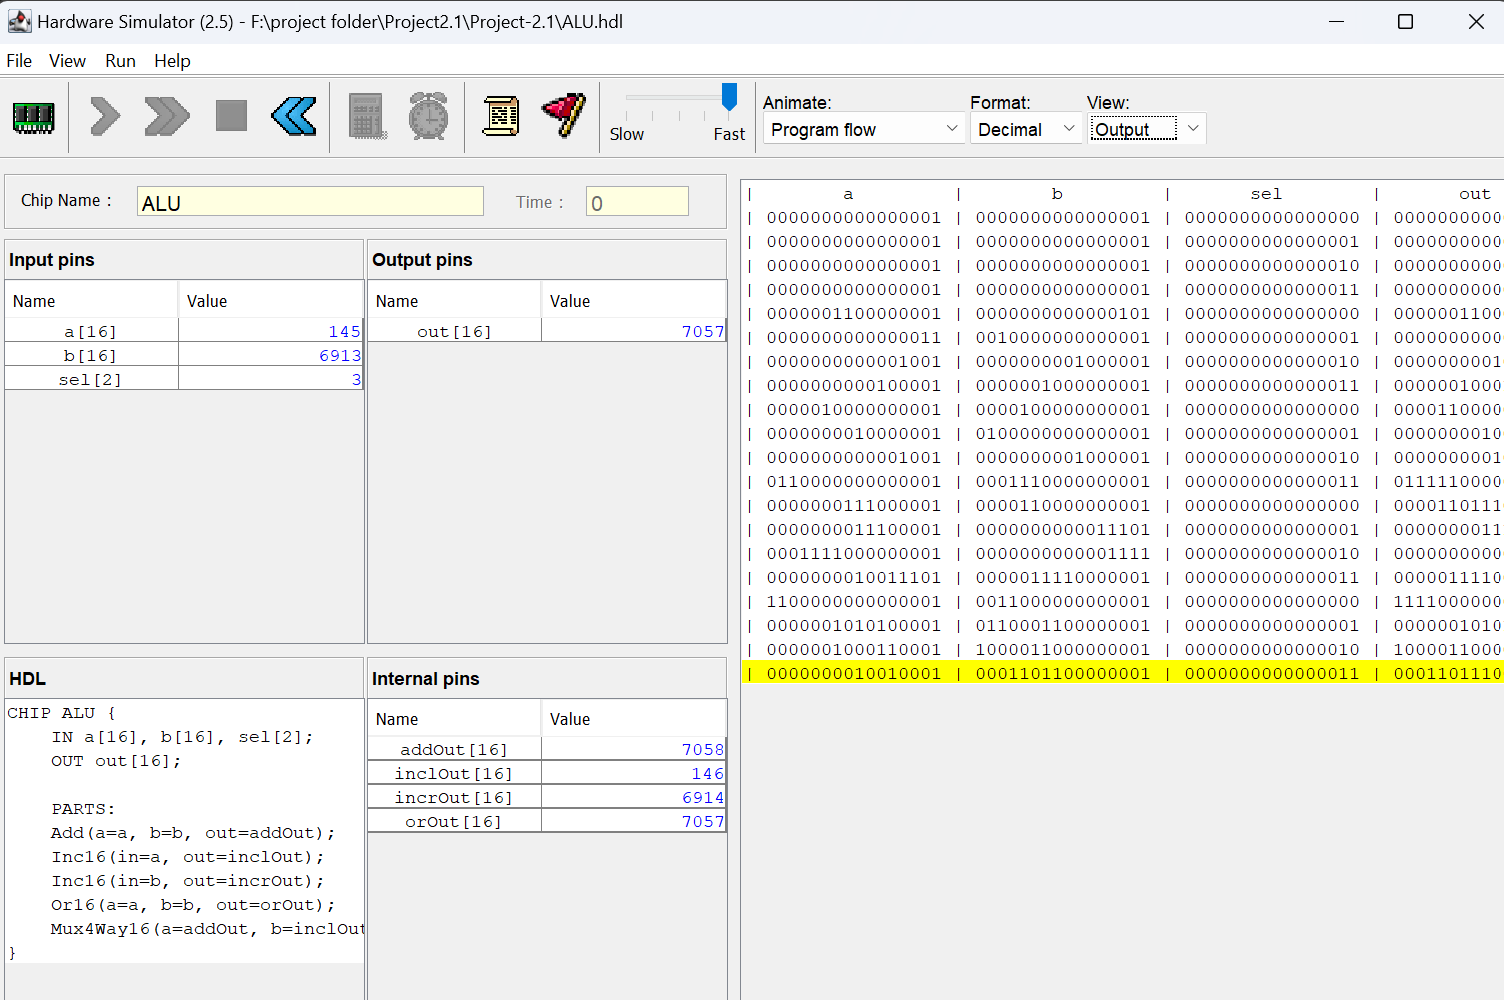 Hardware Simulator (2.5) - F:\project folder\Project2.1\Project-2.1\ALU.hdl
File View Run Help
Slow Fast
Animate: Format: View:
Program flow Decimal Output
Chip Name : ALU Time : 0
Input pins
Name Value
a[16] 145
b[16] 6913
sel[2] 3
Output pins
Name Value
out[16] 7057
HDL
CHIP ALU {
IN a[16], b[16], sel[2];
OUT out[16];
PARTS:
Add(a=a, b=b, out=addOut);
Inc16(in=a, out=inclOut);
Inc16(in=b, out=incrOut);
Or16(a=a, b=b, out=orOut);
Mux4Way16(a=addOut, b=inclOut
}
Internal pins
Name Value
addOut[16] 7058
inclOut[16] 146
incrOut[16] 6914
orOut[16] 7057
| a | b | sel | out
| 0000000000000001 | 0000000000000001 | 0000000000000000 | 0000000000
| 0000000000000001 | 0000000000000001 | 0000000000000001 | 0000000000
| 0000000000000001 | 0000000000000001 | 0000000000000010 | 0000000000
| 0000000000000001 | 0000000000000001 | 0000000000000011 | 0000000000
| 0000001100000001 | 0000000000000101 | 0000000000000000 | 0000001100
| 0000000000000011 | 0010000000000001 | 0000000000000001 | 0000000000
| 0000000000001001 | 0000000001000001 | 0000000000000010 | 0000000001
| 0000000000100001 | 0000001000000001 | 0000000000000011 | 0000001000
| 0000010000000001 | 0000100000000001 | 0000000000000000 | 0000110000
| 0000000010000001 | 0100000000000001 | 0000000000000001 | 0000000010
| 0000000000001001 | 0000000001000001 | 0000000000000010 | 0000000001
| 0110000000000001 | 0001110000000001 | 0000000000000011 | 0111110000
| 0000000111000001 | 0000110000000001 | 0000000000000000 | 0000110111
| 0000000011100001 | 0000000000011101 | 0000000000000001 | 0000000011
| 0001111000000001 | 0000000000001111 | 0000000000000010 | 0000000000
| 0000000010011101 | 0000011110000001 | 0000000000000011 | 0000011110
| 1100000000000001 | 0011000000000001 | 0000000000000000 | 1111000000
| 0000001010100001 | 0110001100000001 | 0000000000000001 | 0000001010
| 0000001000110001 | 1000011000000001 | 0000000000000010 | 1000011000
| 0000000010010001 | 0001101100000001 | 0000000000000011 | 0001101110